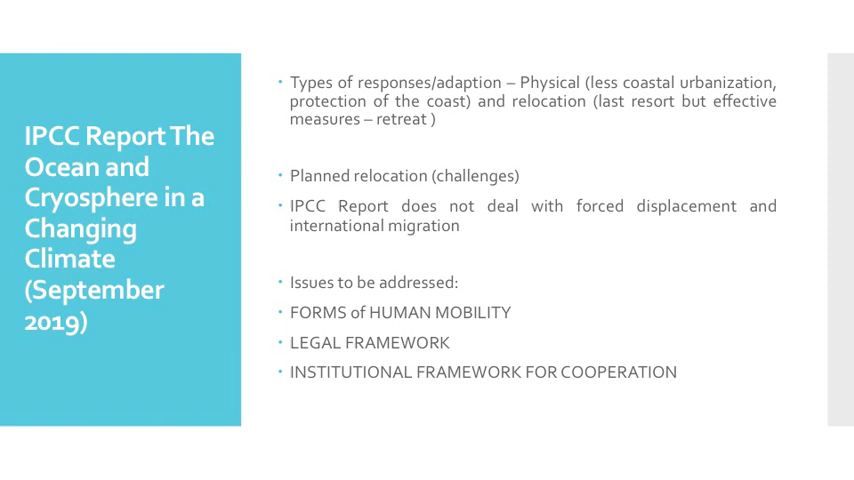 IPCC Report The
Ocean and
Cryosphere in a
Changing
Climate
(September
2019)
• Types of responses/adaption – Physical (less coastal urbanization,
protection of the coast) and relocation (last resort but effective
measures – retreat )
• Planned relocation (challenges)
• IPCC Report does not deal with forced displacement and
international migration
• Issues to be addressed:
• FORMS of HUMAN MOBILITY
• LEGAL FRAMEWORK
• INSTITUTIONAL FRAMEWORK FOR COOPERATION